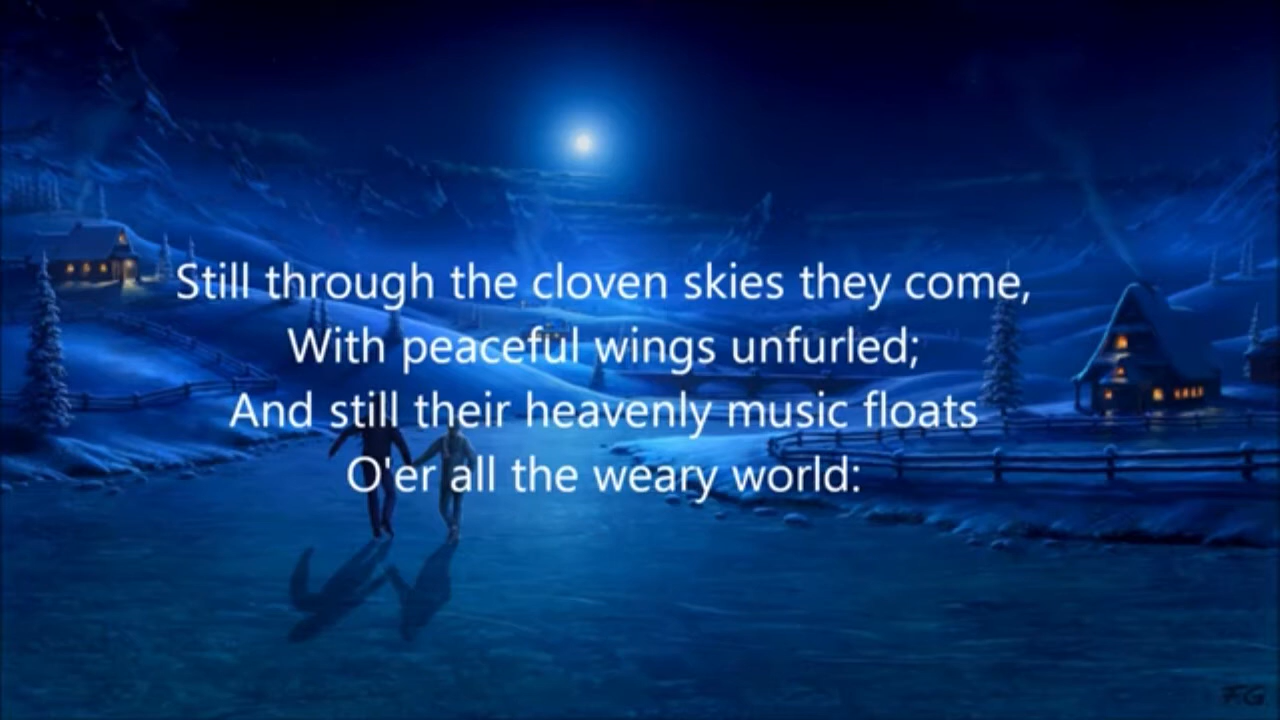 Still through the cloven skies they come,
With peaceful wings unfurled;
And still their heavenly music floats
O'er all the weary world:
F.G